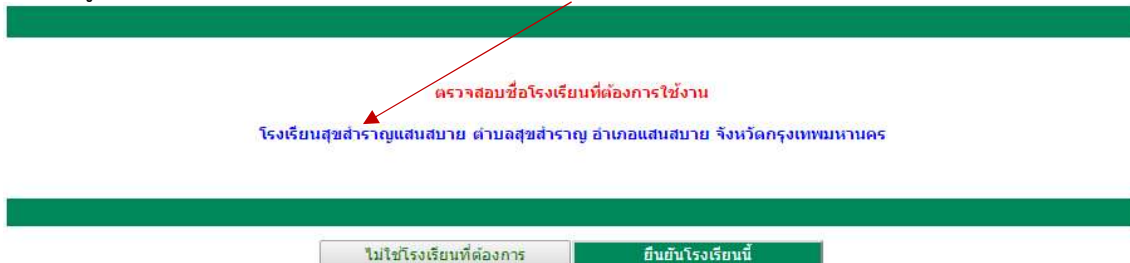 ตรวจสอบชื่อโรงเรียนที่ต้องการใช้งาน
โรงเรียนสุขสำราญแสนสบาย ตำบลสุขสำราญ อำเภอแสนสบาย จังหวัดกรุงเทพมหานคร
ไม่ใช่โรงเรียนที่ต้องการ
ยืนยันโรงเรียนนี้